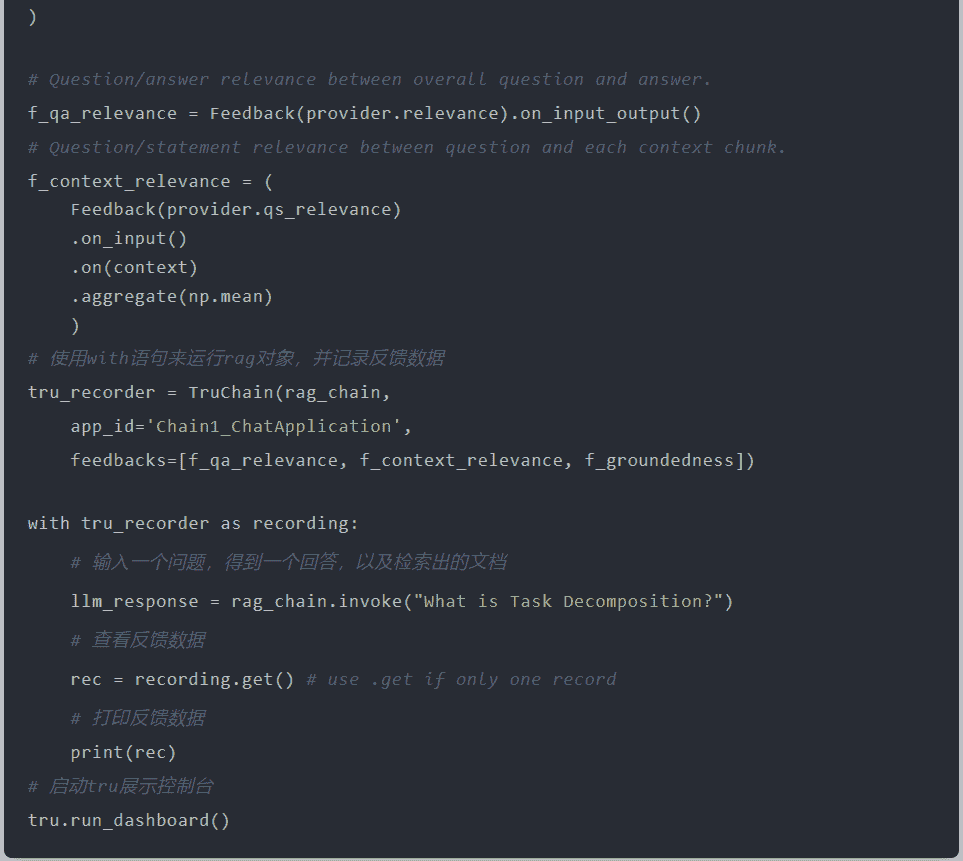 )
# Question/answer relevance between overall question and answer.
f_qa_relevance = Feedback(provider.relevance).on_input_output()
# Question/statement relevance between question and each context chunk.
f_context_relevance = (
    Feedback(provider.qs_relevance)
    .on_input()
    .on(context)
    .aggregate(np.mean)
    )
# 使用with语句来运行rag对象，并记录反馈数据
tru_recorder = TruChain(rag_chain,
    app_id='Chain1_ChatApplication',
    feedbacks=[f_qa_relevance, f_context_relevance, f_groundedness])
with tru_recorder as recording:
    # 输入一个问题，得到一个回答，以及检索出的文档
    llm_response = rag_chain.invoke("What is Task Decomposition?")
    # 查看反馈数据
    rec = recording.get() # use .get if only one record
    # 打印反馈数据
    print(rec)
# 启动tru展示控制台
tru.run_dashboard()